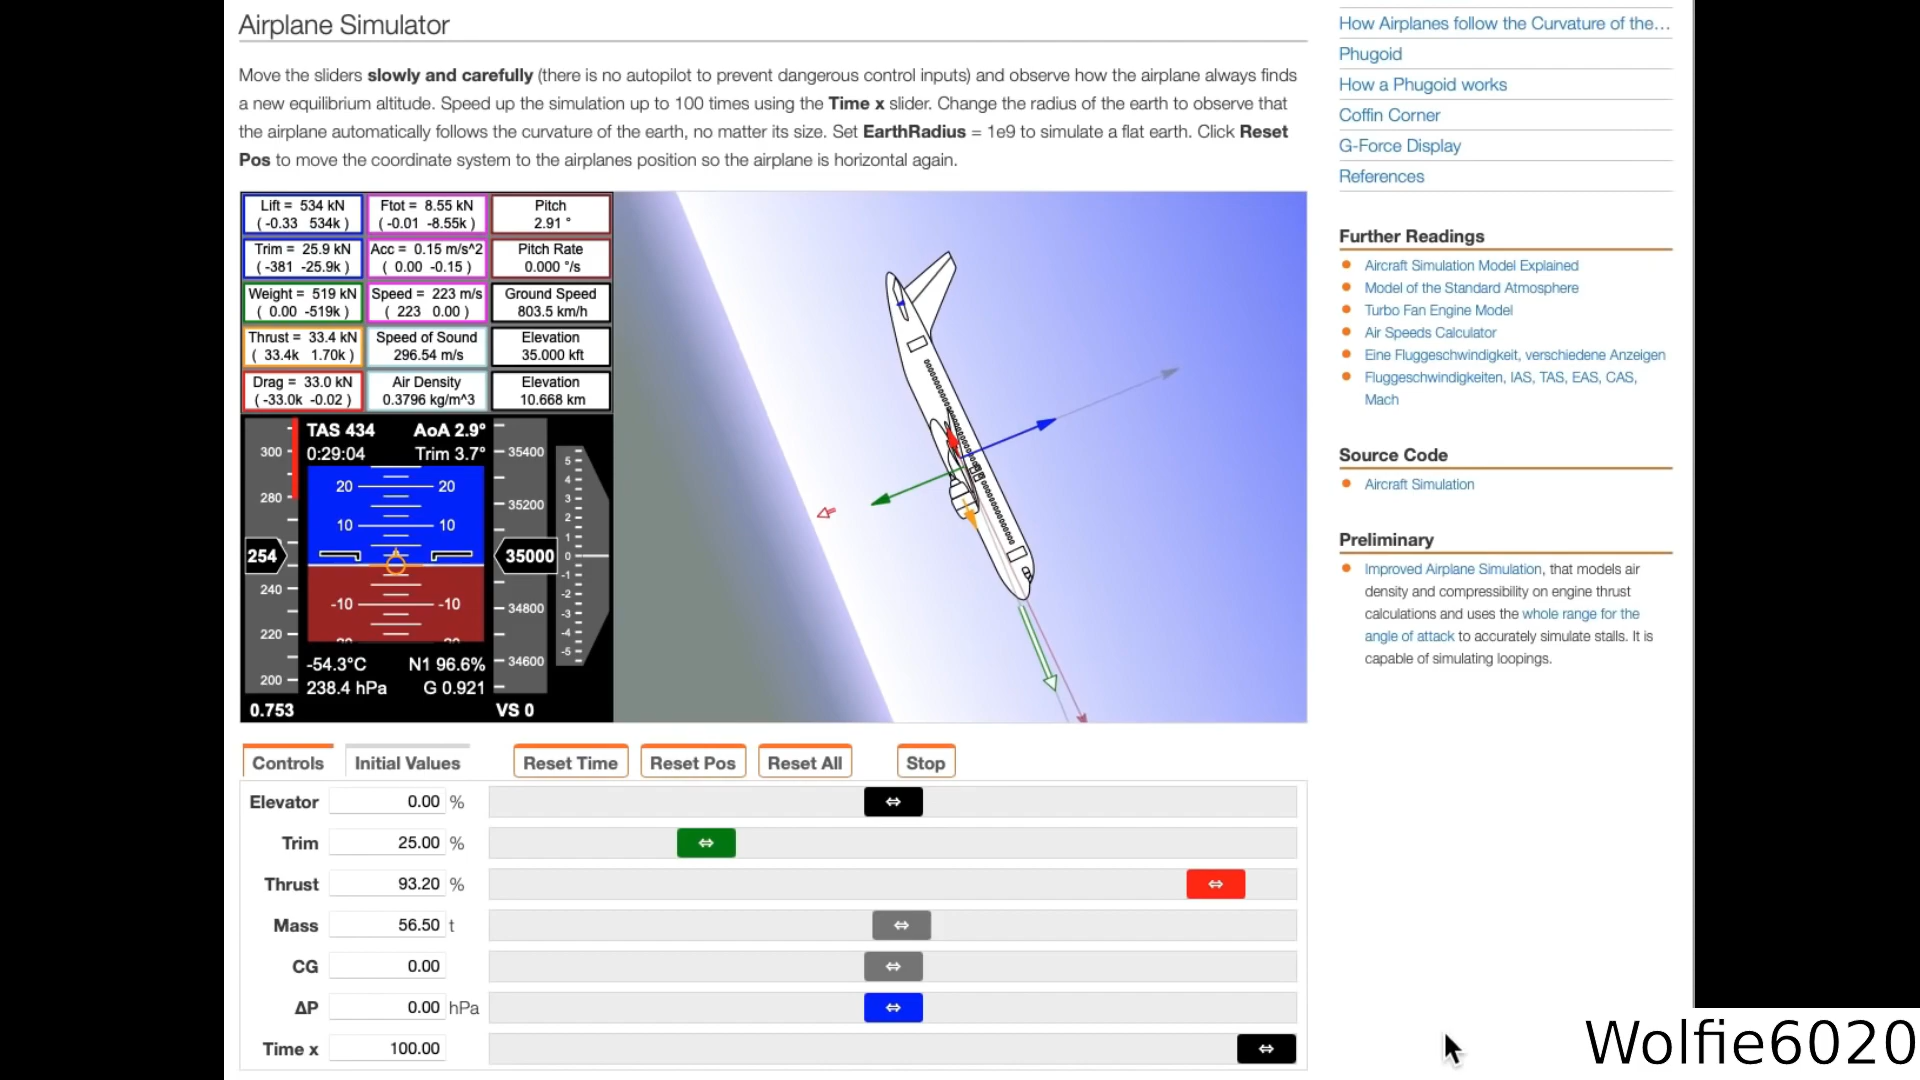 Airplane Simulator
Move the sliders slowly and carefully (there is no autopilot to prevent dangerous control inputs) and observe how the airplane always finds
a new equilibrium altitude. Speed up the simulation up to 100 times using the Time x slider. Change the radius of the earth to observe that
the airplane automatically follows the curvature of the earth, no matter its size. Set EarthRadius = 1e9 to simulate a flat earth. Click Reset
Pos to move the coordinate system to the airplanes position so the airplane is horizontal again.
Lift = 534 kN
( -0.33 534k )
Ftot = 8.55 kN
( -0.01 -8.55k )
Pitch
2.91 °
Trim = 25.9 kN
( -381 -25.9k )
Acc = 0.15 m/s^2
( 0.00 -0.15 )
Pitch Rate
0.000 °/s
Weight = 519 kN
( 0.00 -519k )
Speed = 223 m/s
( 223 0.00 )
Ground Speed
803.5 km/h
Thrust = 33.4 kN
( 33.4k 1.70k )
Speed of Sound
296.54 m/s
Elevation
35.000 kft
Drag = 33.0 kN
( -33.0k -0.02 )
Air Density
0.3796 kg/m^3
Elevation
10.668 km
TAS 434 AoA 2.9°
0:29:04 Trim 3.7°
300
280
254
240
220
200
20 20
10 10
-10 -10
-54.3°C N1 96.6%
238.4 hPa G 0.921
0.753
35400
35200
35000
34800
34600
VS 0
5
4
3
2
1
0
-1
-2
-3
-4
-5
Controls Initial Values Reset Time Reset Pos Reset All Stop
Elevator 0.00 %
Trim 25.00 %
Thrust 93.20 %
Mass 56.50 t
CG 0.00
ΔP 0.00 hPa
Time x 100.00
How Airplanes follow the Curvature of the...
Phugoid
How a Phugoid works
Coffin Corner
G-Force Display
References
Further Readings
Aircraft Simulation Model Explained
Model of the Standard Atmosphere
Turbo Fan Engine Model
Air Speeds Calculator
Eine Fluggeschwindigkeit, verschiedene Anzeigen
Fluggeschwindigkeiten, IAS, TAS, EAS, CAS,
Mach
Source Code
Aircraft Simulation
Preliminary
Improved Airplane Simulation, that models air
density and compressibility on engine thrust
calculations and uses the whole range for the
angle of attack to accurately simulate stalls. It is
capable of simulating loopings.
Wolfie6020